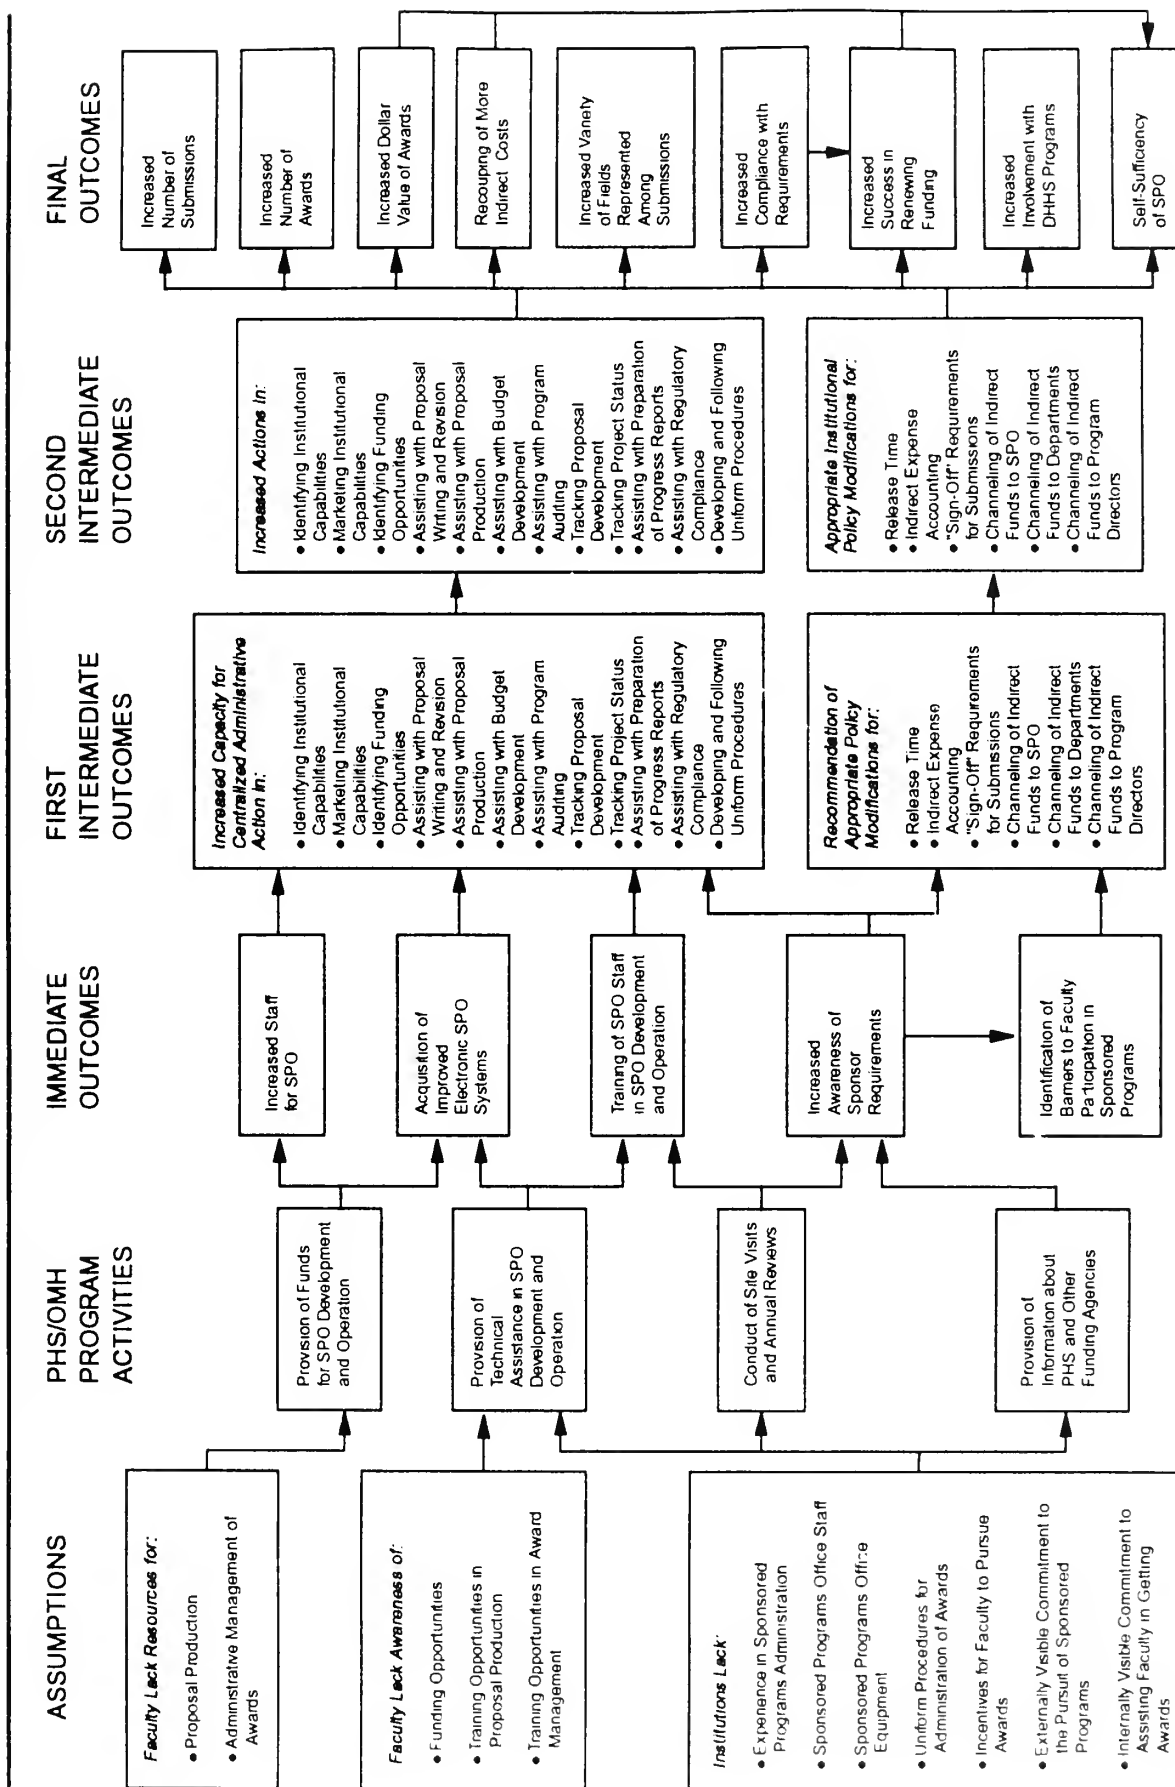 ASSUMPTIONS
Faculty Lack Resources for:
• Proposal Production
• Administrative Management of
Awards
Faculty Lack Awareness of:
• Funding Opportunities
• Training Opportunities in
Proposal Production
• Training Opportunities in Award
Management
Institutions Lack:
• Experience in Sponsored
Programs Administration
• Sponsored Programs Office Staff
• Sponsored Programs Office
Equipment
• Uniform Procedures for
Administration of Awards
• Incentives for Faculty to Pursue
Awards
• Externally Visible Commitment to
the Pursuit of Sponsored
Programs
• Internally Visible Commitment to
Assisting Faculty in Getting
Awards
PHS/OMH
PROGRAM
ACTIVITIES
Provision of Funds
for SPO Development
and Operation
Provision of
Technical
Assistance in SPO
Development and
Operation
Conduct of Site Visits
and Annual Reviews
Provision of
Information about
PHS and Other
Funding Agencies
IMMEDIATE
OUTCOMES
Increased Staff
for SPO
Acquisition of
Improved
Electronic SPO
Systems
Training of SPO Staff
in SPO Development
and Operation
Increased
Awareness of
Sponsor
Requirements
Identification of
Barriers to Faculty
Participation in
Sponsored
Programs
FIRST
INTERMEDIATE
OUTCOMES
Increased Capacity for
Centralized Administrative
Action in:
• Identifying Institutional
Capabilities
• Marketing Institutional
Capabilities
• Identifying Funding
Opportunities
• Assisting with Proposal
Writing and Revision
• Assisting with Proposal
Production
• Assisting with Budget
Development
• Assisting with Program
Auditing
• Tracking Proposal
Development
• Tracking Project Status
• Assisting with Preparation
of Progress Reports
• Assisting with Regulatory
Compliance
• Developing and Following
Uniform Procedures
Recommendation of
Appropriate Policy
Modifications for:
• Release Time
• Indirect Expense
Accounting
• "Sign-Off" Requirements
for Submissions
• Channeling of Indirect
Funds to SPO
• Channeling of Indirect
Funds to Departments
• Channeling of Indirect
Funds to Program
Directors
SECOND
INTERMEDIATE
OUTCOMES
Increased Actions In:
• Identifying Institutional
Capabilities
• Marketing Institutional
Capabilities
• Identifying Funding
Opportunities
• Assisting with Proposal
Writing and Revision
• Assisting with Proposal
Production
• Assisting with Budget
Development
• Assisting with Program
Auditing
• Tracking Proposal
Development
• Tracking Project Status
• Assisting with Preparation
of Progress Reports
• Assisting with Regulatory
Compliance
• Developing and Following
Uniform Procedures
Appropriate Institutional
Policy Modifications for:
• Release Time
• Indirect Expense
Accounting
• "Sign-Off" Requirements
for Submissions
• Channeling of Indirect
Funds to SPO
• Channeling of Indirect
Funds to Departments
• Channeling of Indirect
Funds to Program
Directors
FINAL
OUTCOMES
Increased
Number of
Submissions
Increased
Number of
Awards
Increased Dollar
Value of Awards
Recouping of More
Indirect Costs
Increased Variety
of Fields
Represented
Among
Submissions
Increased
Compliance with
Requirements
Increased
Success in
Renewing
Funding
Increased
Involvement with
DHHS Programs
Self-Sufficiency
of SPO